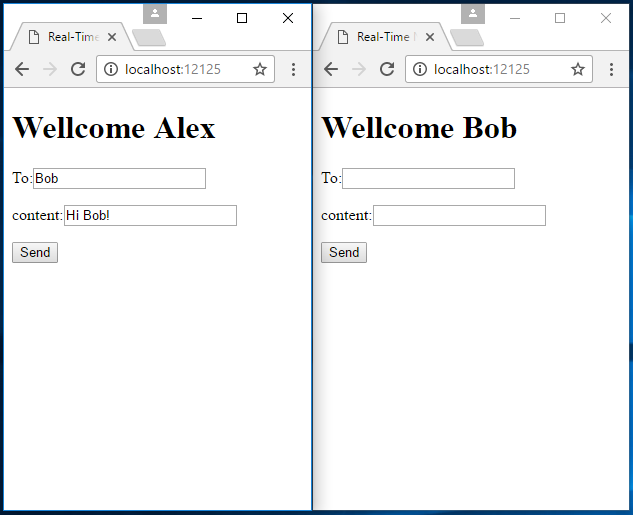 Real-Time
localhost:12125
Wellcome Alex
To:Bob
content:Hi Bob!
Send
Real-Time
localhost:12125
Wellcome Bob
To:
content:
Send